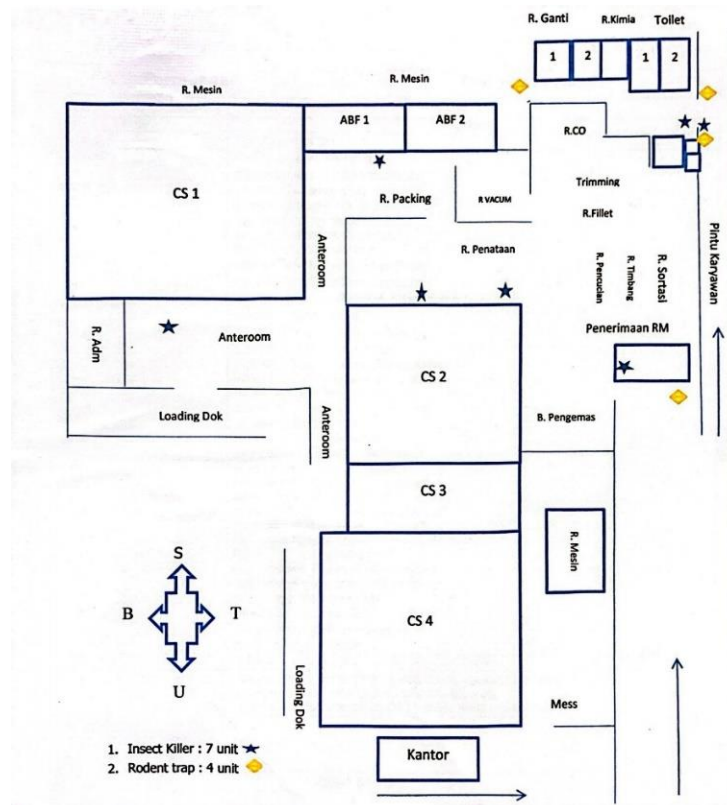 R. Ganti
R.Kimia
Toilet
1
2
1
2
R. Mesin
R. Mesin
ABF 1
ABF 2
R.CO
CS 1
R. Packing
R VACUM
Trimming
R.Fillet
Anteroom
R. Penataan
R. Pencucian
R. Timbang
R. Sortasi
Pintu Karyawan
R. Adm
Anteroom
Penerimaan RM
CS 2
Loading Dok
Anteroom
B. Pengemas
CS 3
R. Mesin
S
B
T
U
CS 4
Loading Dok
Mess
1. Insect Killer : 7 unit
2. Rodent trap : 4 unit
Kantor